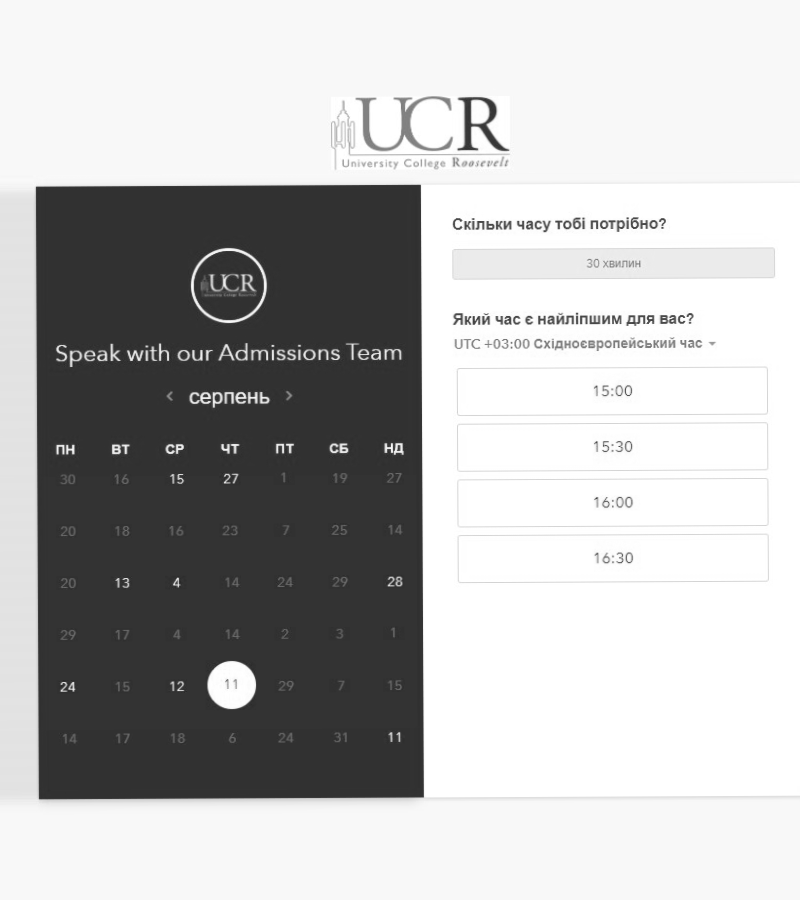 UCR
University College Roosevelt
UCR
University College Roosevelt
Speak with our Admissions Team
серпень
ПН ВТ СР ЧТ ПТ СБ НД
30 16 15 27 1 19 27
20 18 16 23 7 25 14
20 13 4 14 24 29 28
29 17 4 14 2 3 1
24 15 12 11 29 7 15
14 17 18 6 24 31 11
Скільки часу тобі потрібно?
30 хвилин
Який час є найліпшим для вас?
UTC +03:00 Східноєвропейський час
15:00
15:30
16:00
16:30